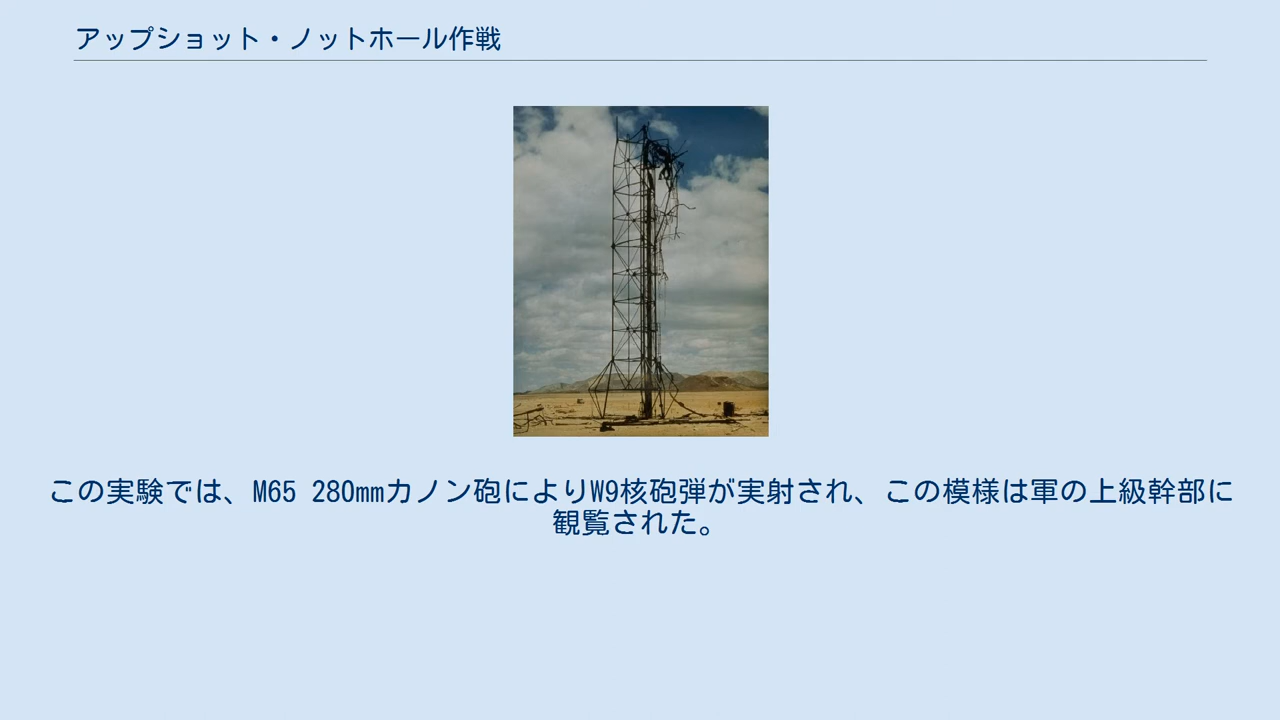 アップショット・ノットホール作戦
この実験では、M65 280mmカノン砲によりW9核砲弾が実射され、この模様は軍の上級幹部に
観覧された。